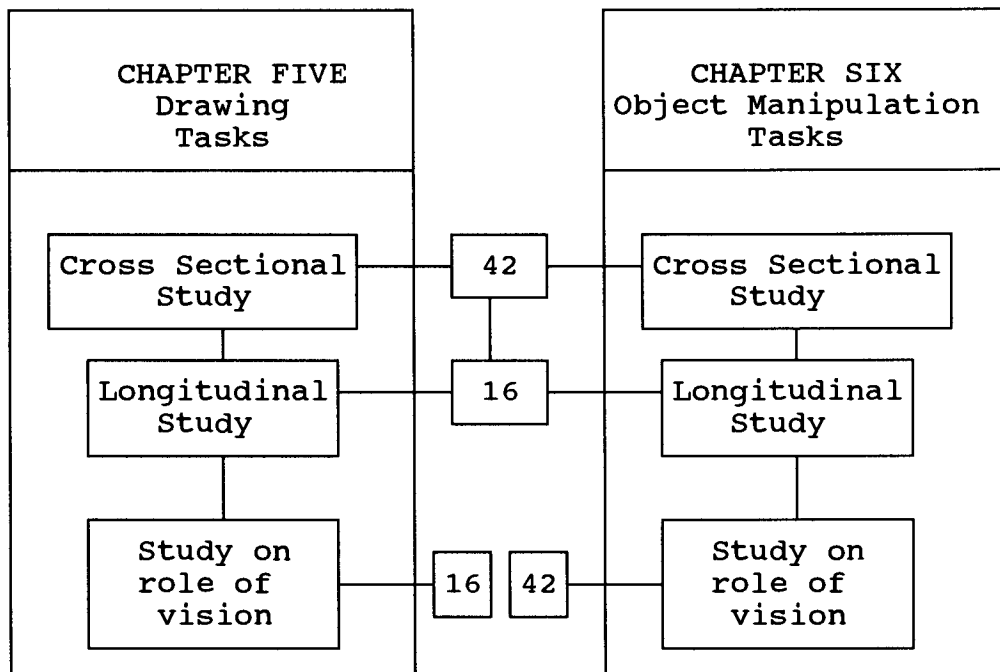 CHAPTER FIVE
Drawing
Tasks
CHAPTER SIX
Object Manipulation
Tasks
Cross Sectional
Study
42
Cross Sectional
Study
Longitudinal
Study
16
Longitudinal
Study
Study on
role of
vision
16
42
Study on
role of
vision